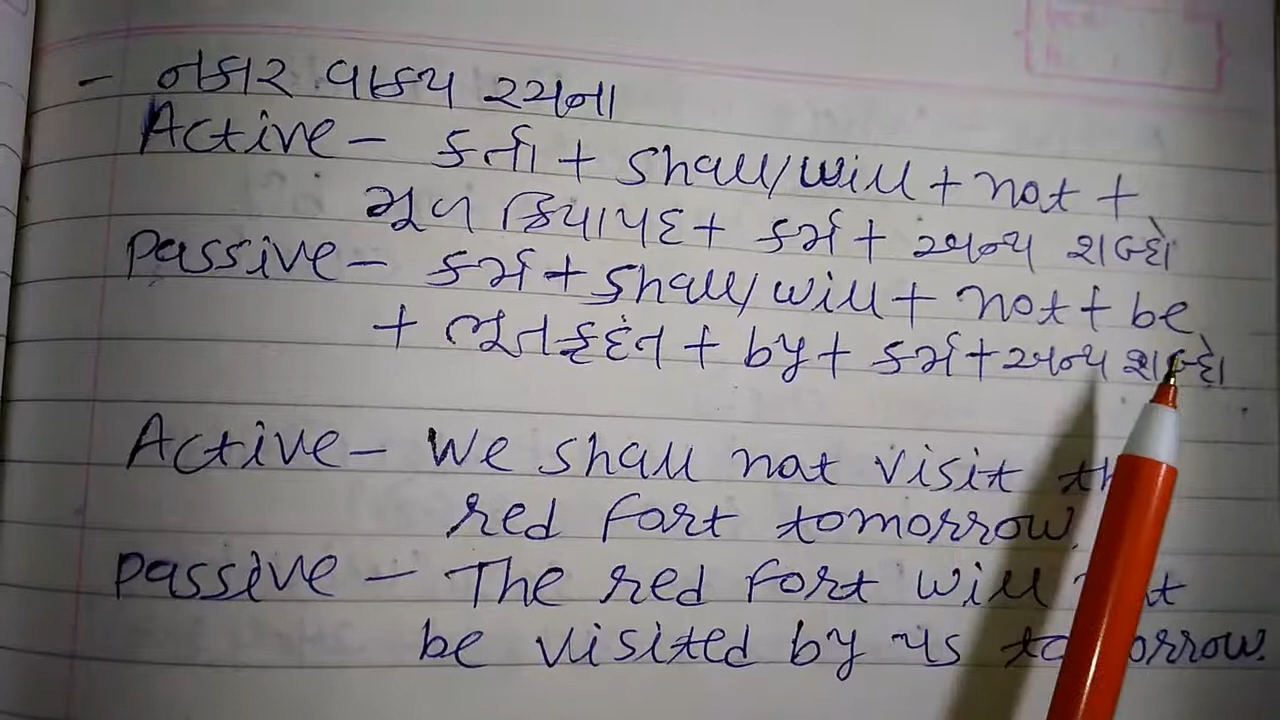 - નકાર વાક્ય રચના
Active - કર્તા + shall/will + not +
મૂળ ક્રિયાપદ + કર્મ + અન્ય શબ્દો
Passive - કર્મ + shall/will + not + be
+ ભૂતકૃદંત + by + કર્મ + અન્ય શબ્દો
Active - We shall not visit
red fort tomorrow.
Passive - The red fort will
be visited by us tomorrow.